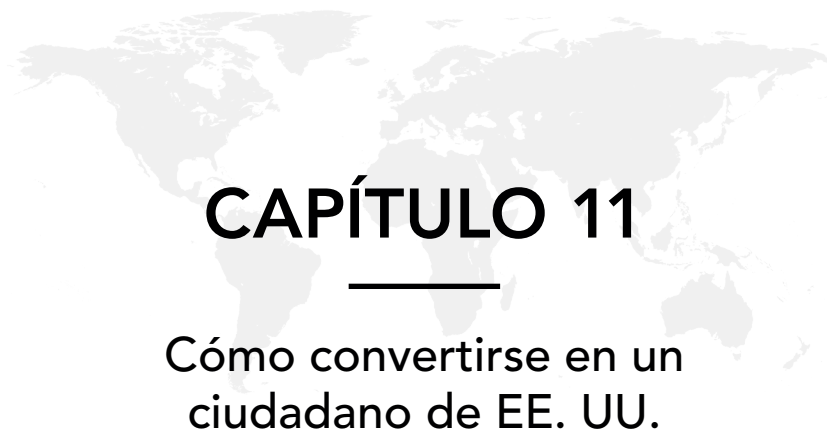 CAPÍTULO 11
Cómo convertirse en un
ciudadano de EE. UU.